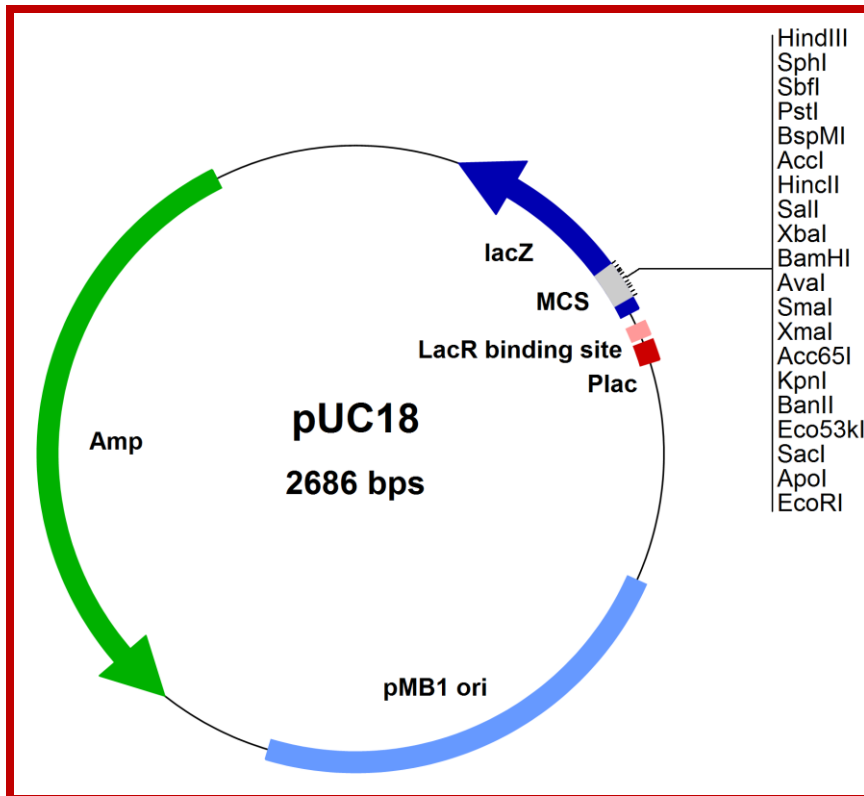 HindIII
SphI
SbfI
PstI
BspMI
AccI
HincII
SalI
XbaI
BamHI
AvaI
SmaI
XmaI
Acc65I
KpnI
BanII
Eco53kI
SacI
ApoI
EcoRI
lacZ
MCS
LacR binding site
Plac
pUC18
2686 bps
Amp
pMB1 ori